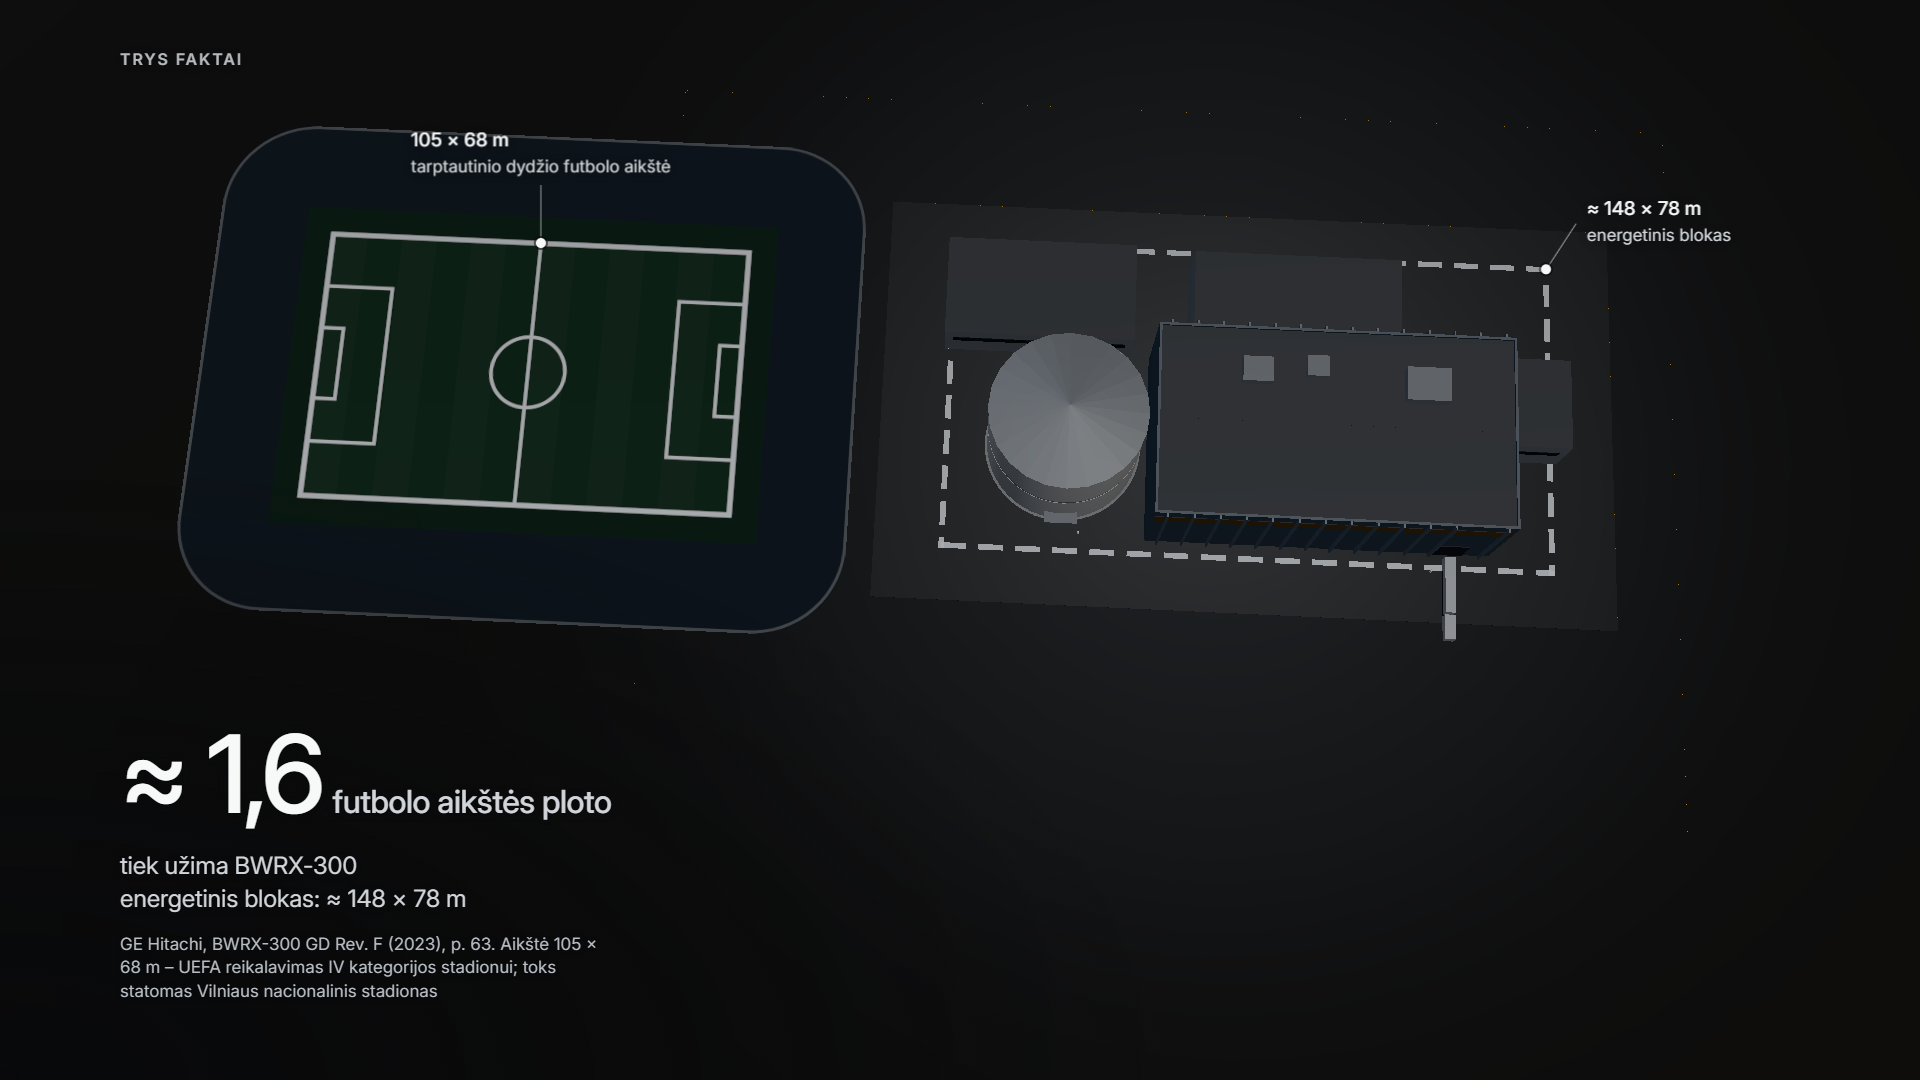 TRYS FAKTAI
105 × 68 m
tarptautinio dydžio futbolo aikštė
≈ 148 × 78 m
energetinis blokas
≈ 1,6 futbolo aikštės ploto
tiek užima BWRX-300
energetinis blokas: ≈ 148 × 78 m
GE Hitachi, BWRX-300 GD Rev. F (2023), p. 63. Aikštė 105 ×
68 m – UEFA reikalavimas IV kategorijos stadionui; toks
statomas Vilniaus nacionalinis stadionas